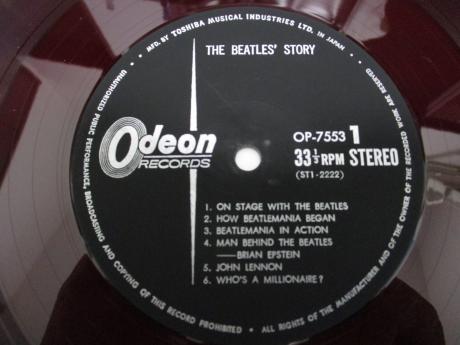 • MFD. BY TOSHIBA MUSICAL INDUSTRIES LTD. IN JAPAN •
THE BEATLES' STORY
Odeon
RECORDS
OP-7553 1
33⅓ RPM STEREO
(ST1-2222)
1. ON STAGE WITH THE BEATLES
2. HOW BEATLEMANIA BEGAN
3. BEATLEMANIA IN ACTION
4. MAN BEHIND THE BEATLES
——BRIAN EPSTEIN
5. JOHN LENNON
6. WHO'S A MILLIONAIRE?
UNAUTHORIZED PUBLIC PERFORMANCE, BROADCASTING AND COPYING OF THIS RECORD PROHIBITED •
ALL RIGHTS OF THE MANUFACTURER AND OF THE OWNER OF THE RECORDED WORK ARE RESERVED